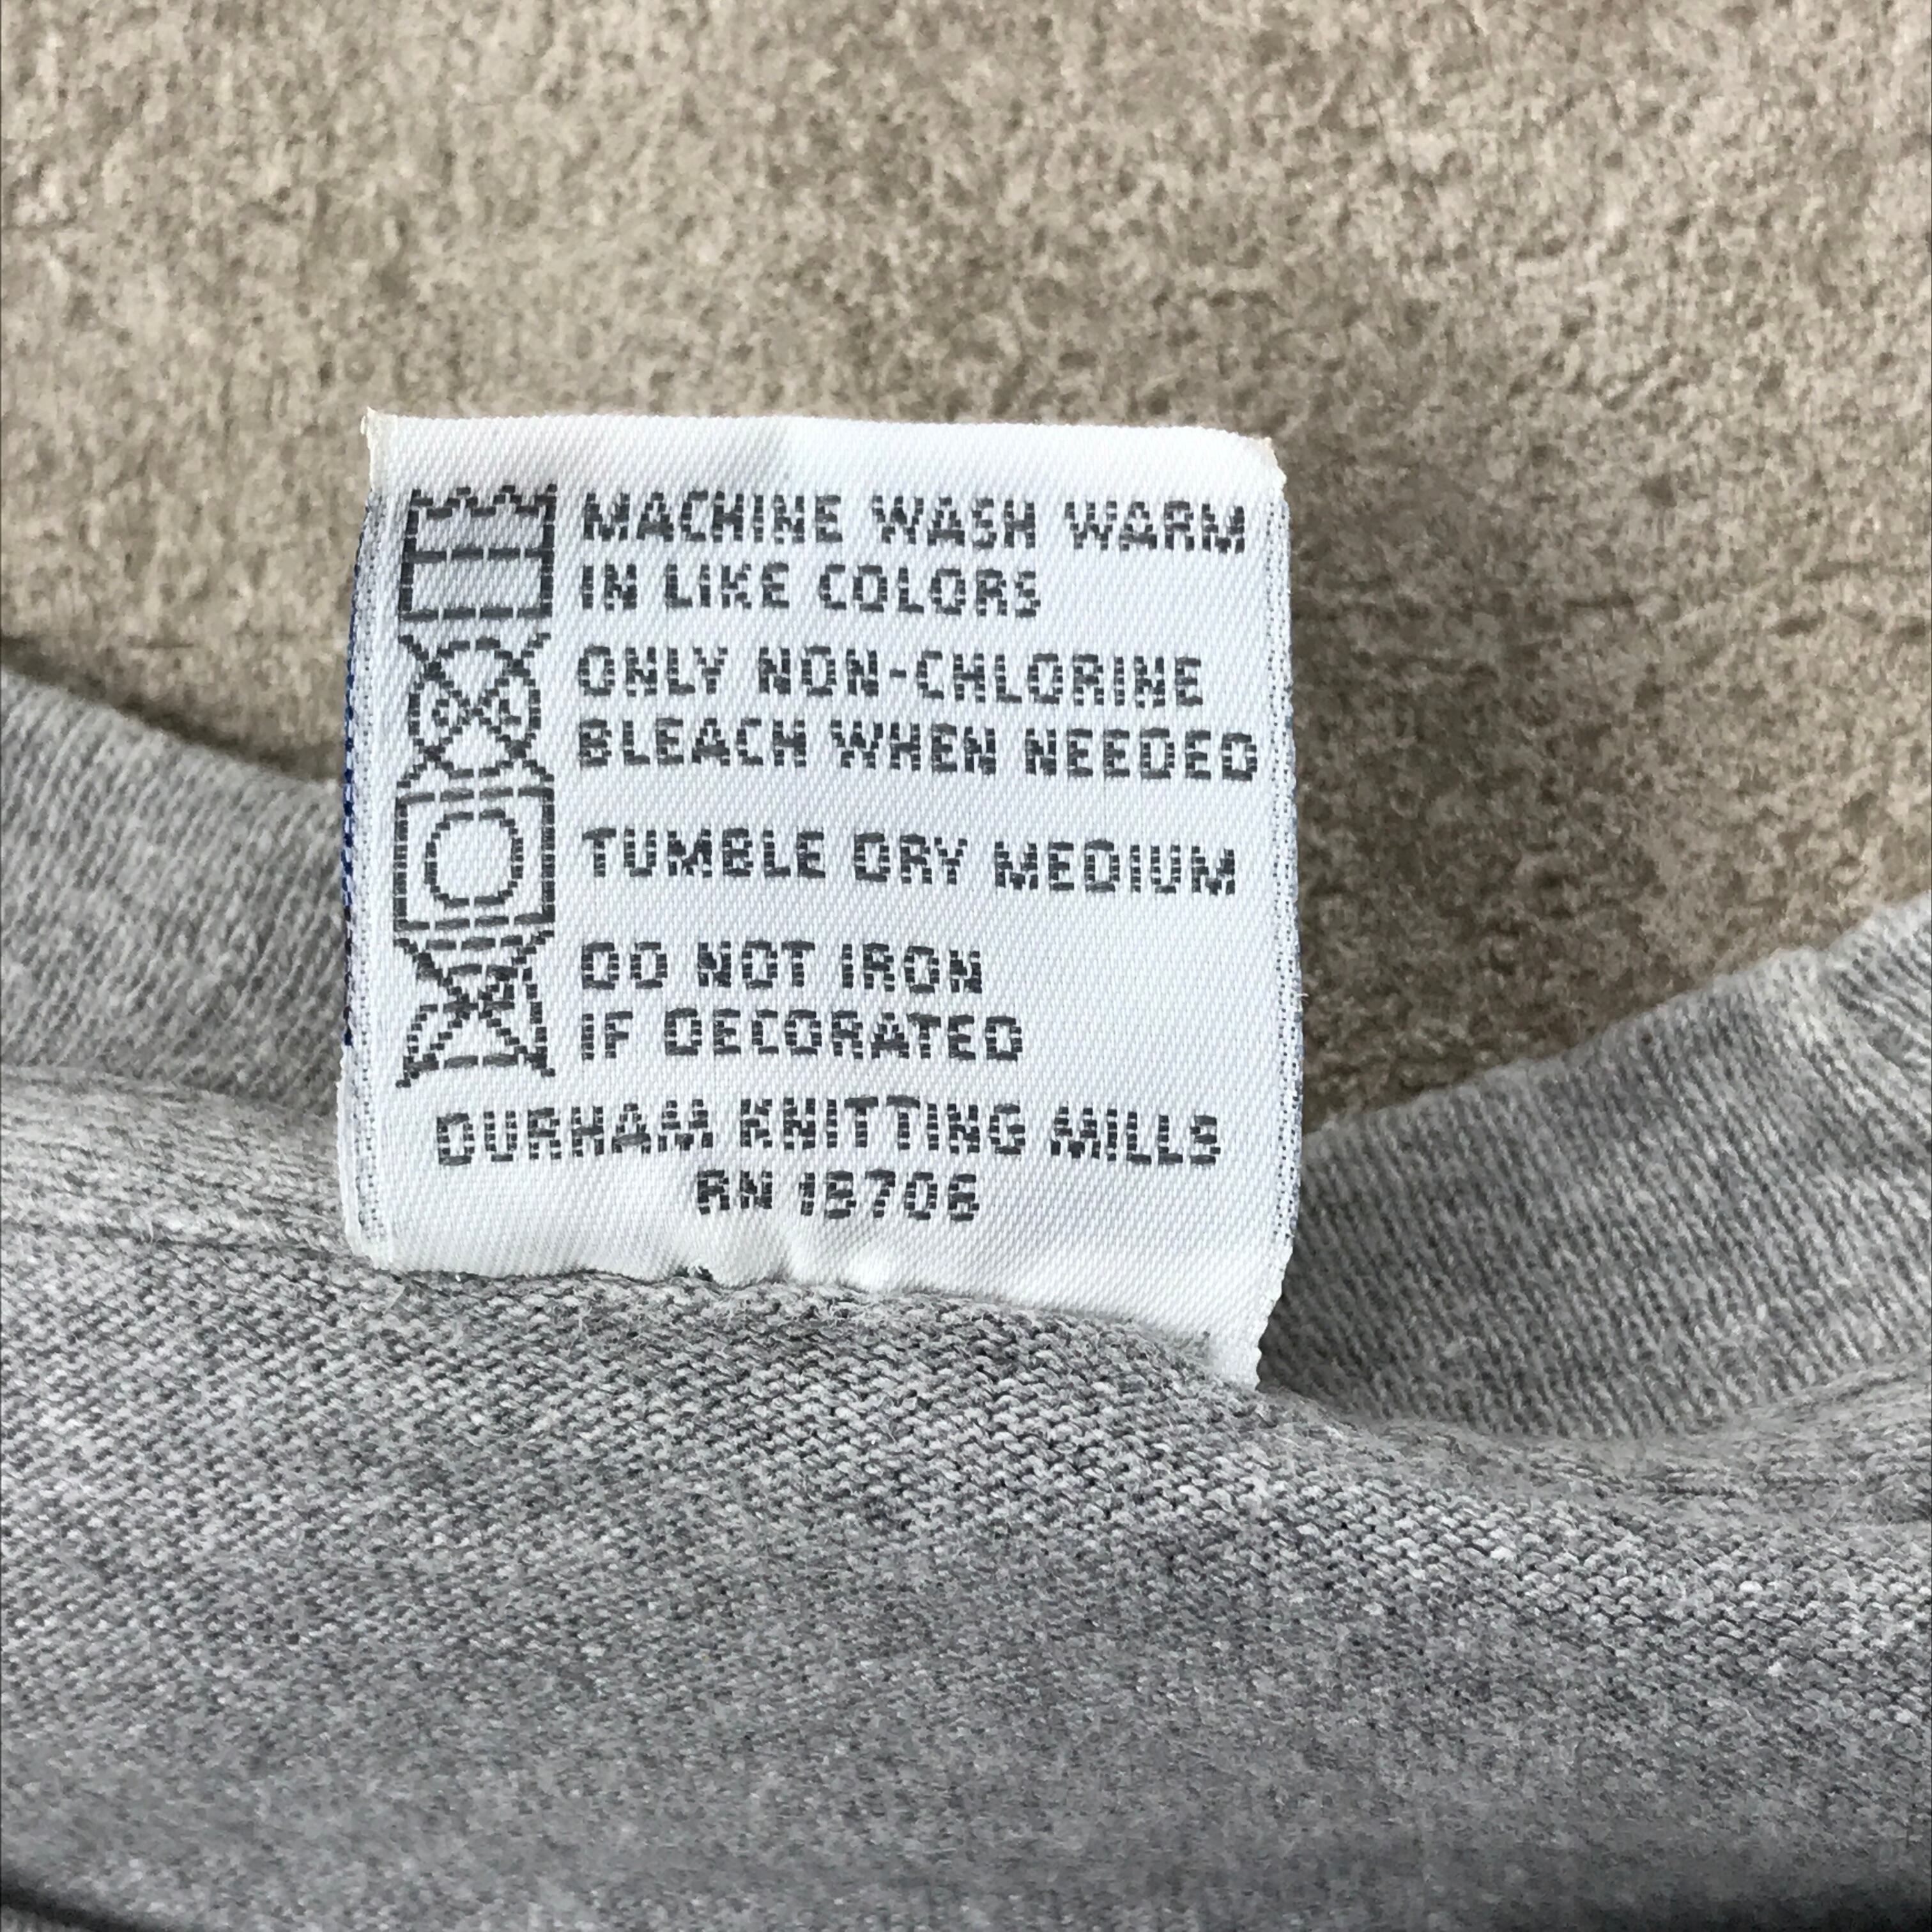 MACHINE WASH WARM
IN LIKE COLORS
ONLY NON-CHLORINE
BLEACH WHEN NEEDED
TUMBLE DRY MEDIUM
DO NOT IRON
IF DECORATED
DURHAM KNITTING MILLS
RN 18706